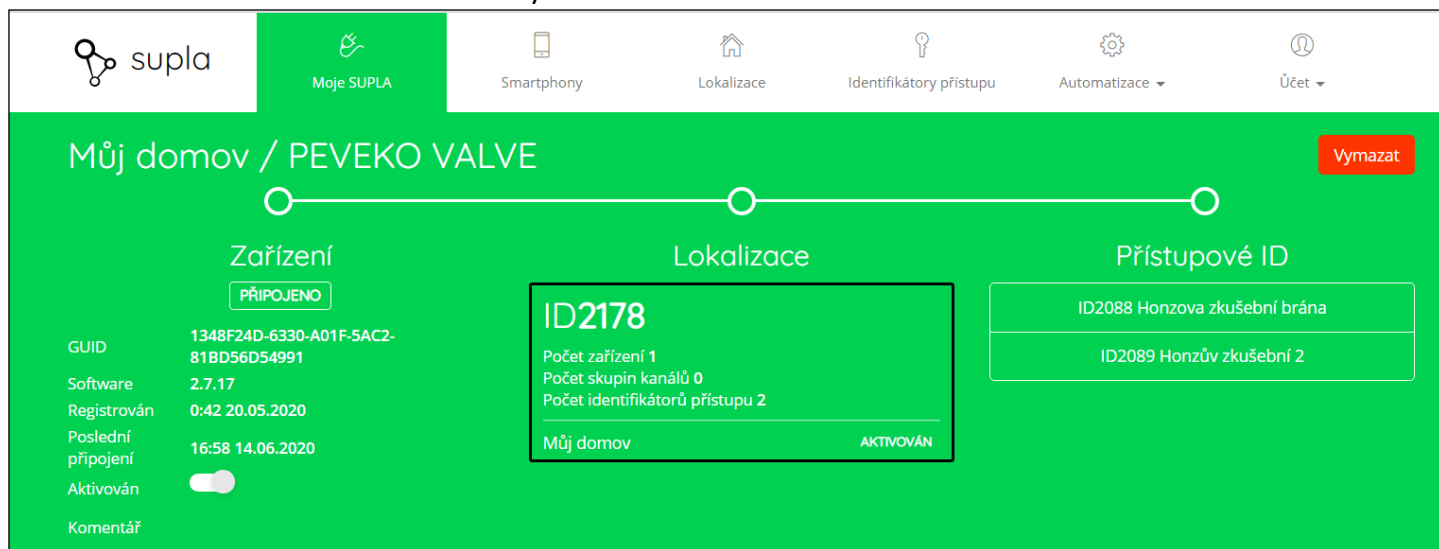 supla
Moje SUPLA
Smartphony
Lokalizace
Identifikátory přístupu
Automatizace
Účet
Můj domov / PEVEKO VALVE
Vymazat
Zařízení
PŘIPOJENO
GUID 1348F24D-6330-A01F-5AC2-
81BD56D54991
Software 2.7.17
Registrován 0:42 20.05.2020
Poslední
připojení 16:58 14.06.2020
Aktivován
Komentář
Lokalizace
ID2178
Počet zařízení 1
Počet skupin kanálů 0
Počet identifikátorů přístupu 2
Můj domov AKTIVOVÁN
Přístupové ID
ID2088 Honzova zkušební brána
ID2089 Honzův zkušební 2